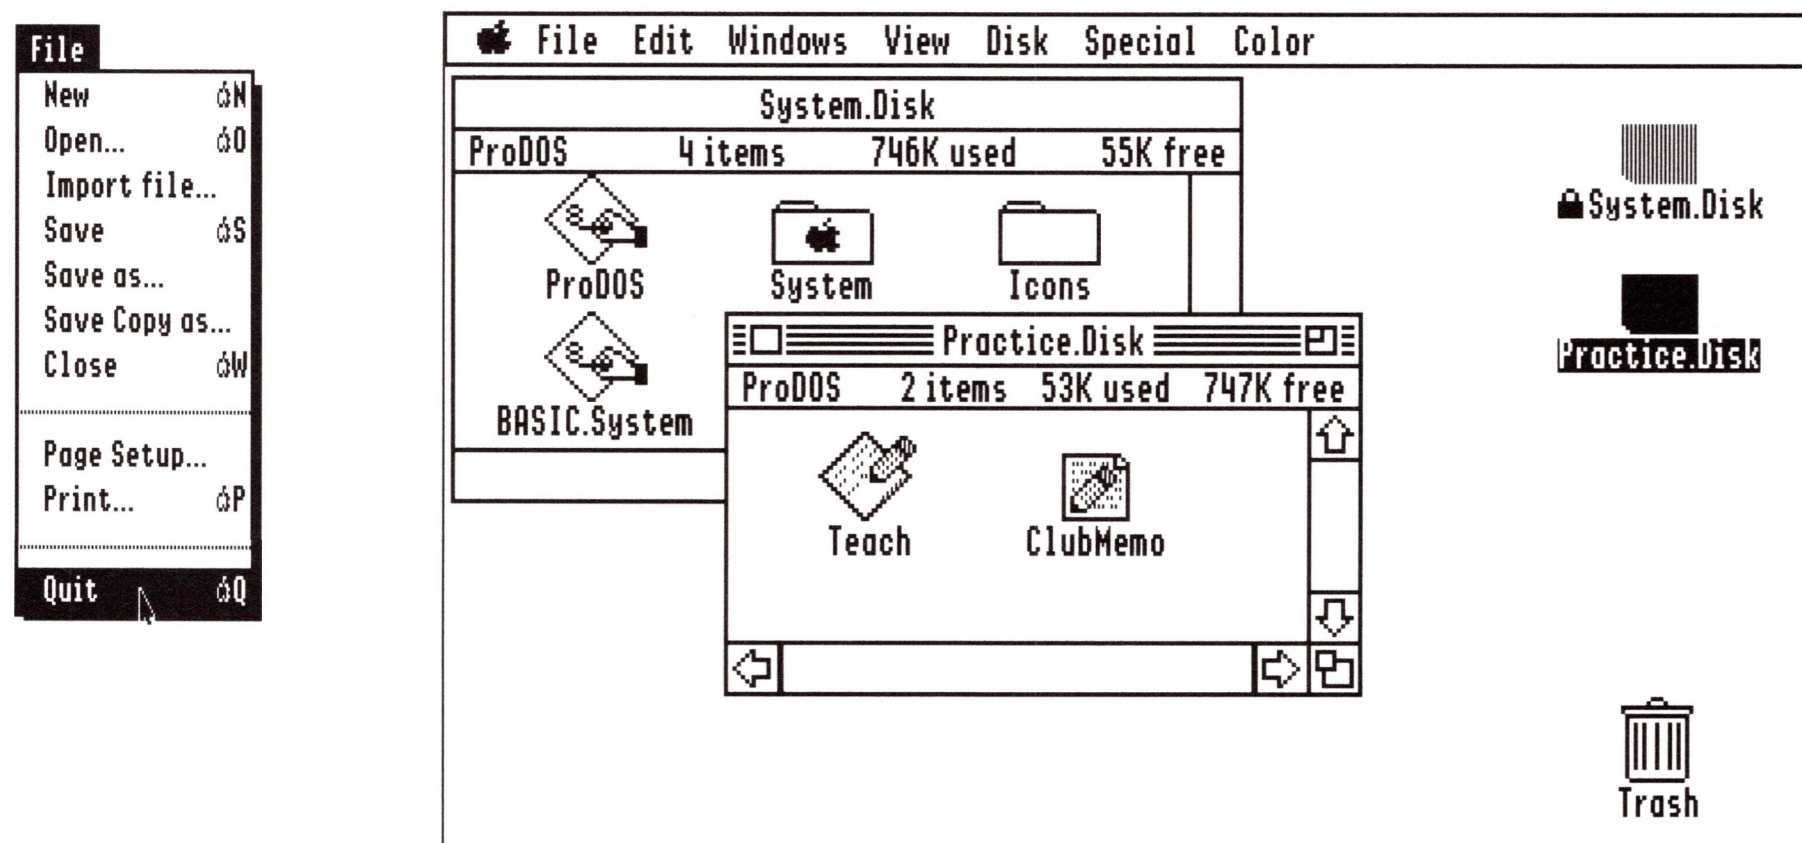 File
New ⌘N
Open... ⌘O
Import file...
Save ⌘S
Save as...
Save Copy as...
Close ⌘W
Page Setup...
Print... ⌘P
Quit ⌘Q
File Edit Windows View Disk Special Color
System.Disk
ProDOS 4 items 746K used 55K free
ProDOS System Icons
BASIC.System
Practice.Disk
ProDOS 2 items 53K used 747K free
Teach ClubMemo
System.Disk
Practice.Disk
Trash